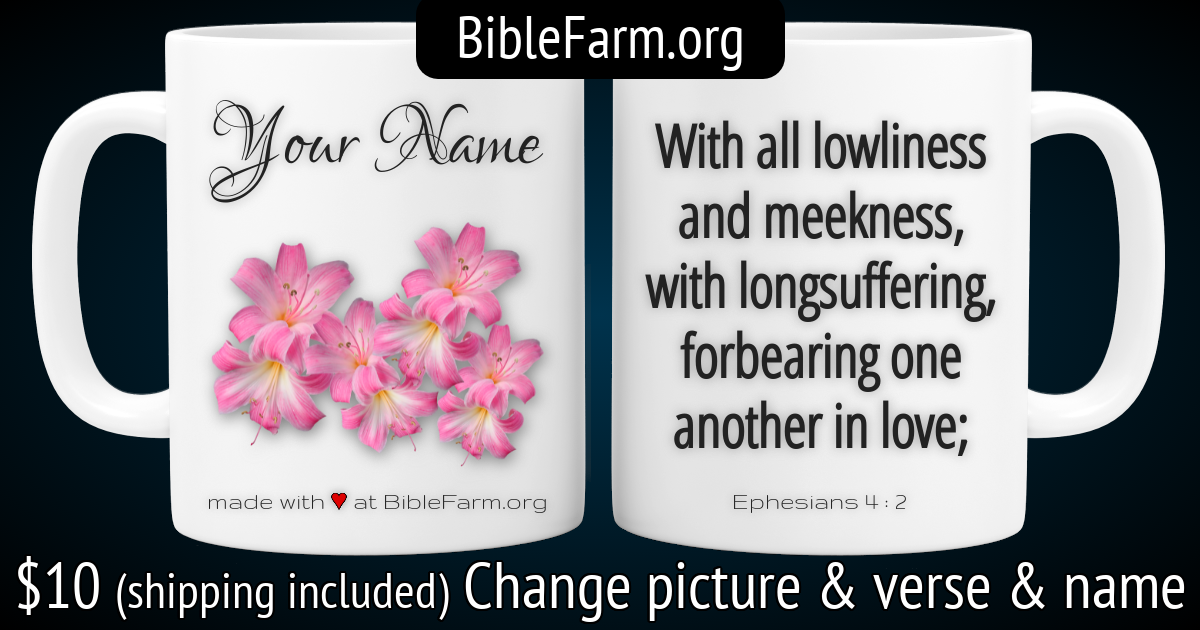 BibleFarm.org
Your Name
made with ♥ at BibleFarm.org
With all lowliness
and meekness,
with longsuffering,
forbearing one
another in love;
Ephesians 4:2
$10 (shipping included) Change picture & verse & name